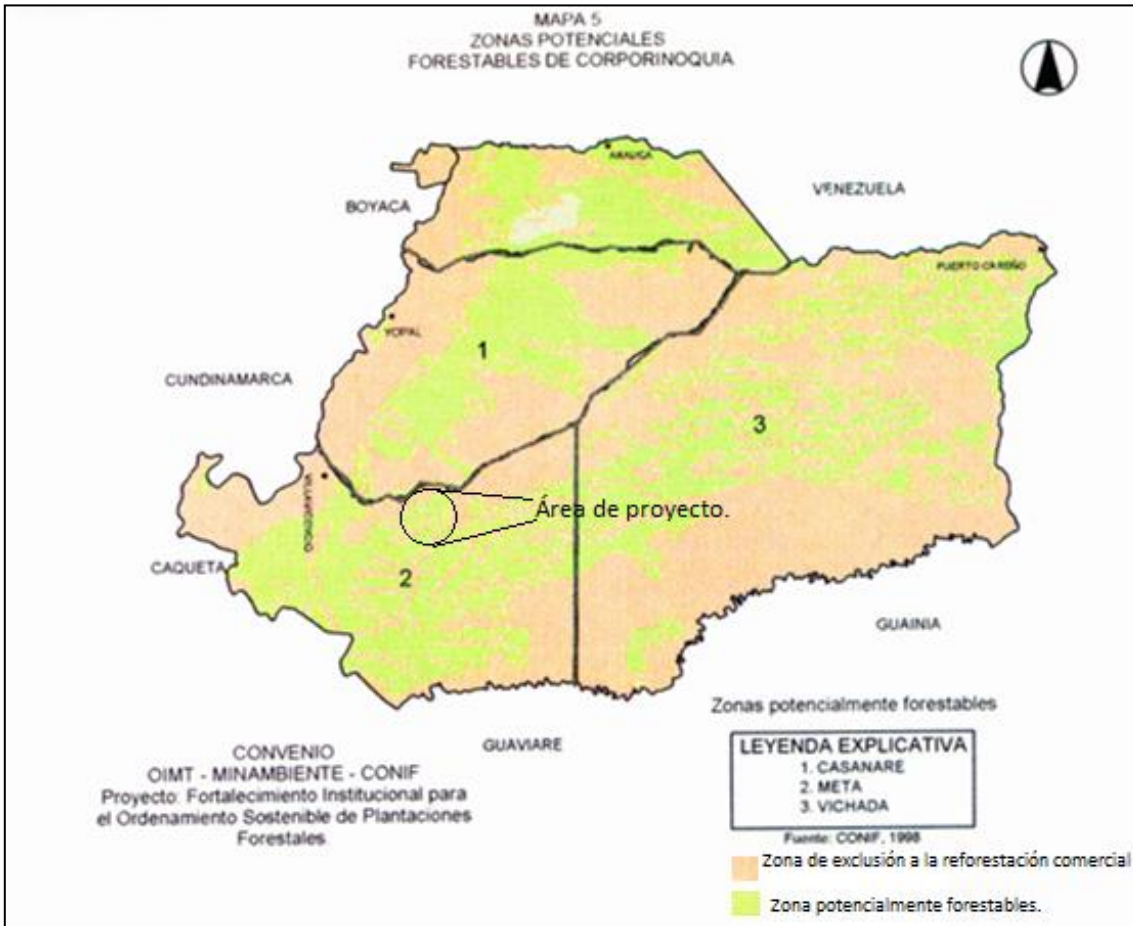 MAPA 5
ZONAS POTENCIALES
FORESTABLES DE CORPORINOQUIA
ARAUCA
BOYACA
VENEZUELA
PUERTO CAREÑO
YOPAL
1
CUNDINAMARCA
3
VILLAVICENCIO
Área de proyecto.
CAQUETA
2
GUAINIA
GUAVIARE
Zonas potencialmente forestables
LEYENDA EXPLICATIVA
1. CASANARE
2. META
3. VICHADA
Fuente: CONIF, 1998
CONVENIO
OIMT - MINAMBIENTE - CONIF
Proyecto: Fortalecimiento Institucional para
el Ordenamiento Sostenible de Plantaciones
Forestales
Zona de exclusión a la reforestación comercial
Zona potencialmente forestables.